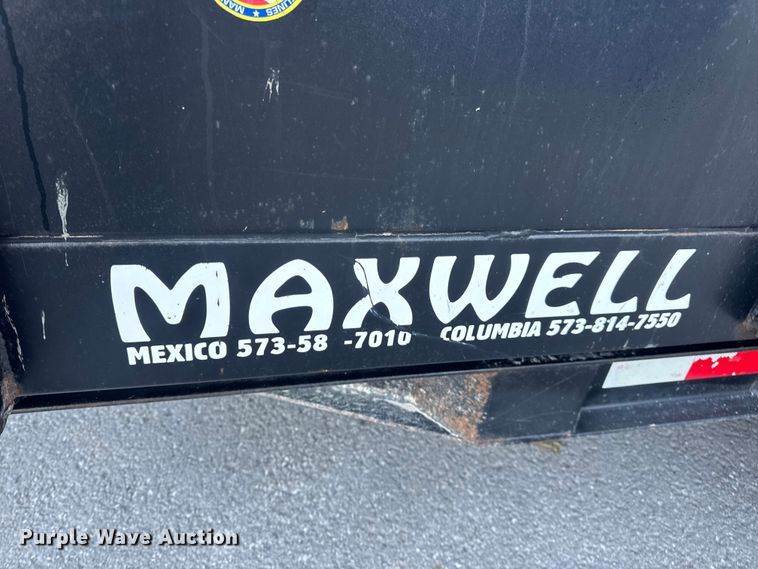 MAXWELL
MEXICO 573-58 -7010 COLUMBIA 573-814-7550
Purple Wave Auction